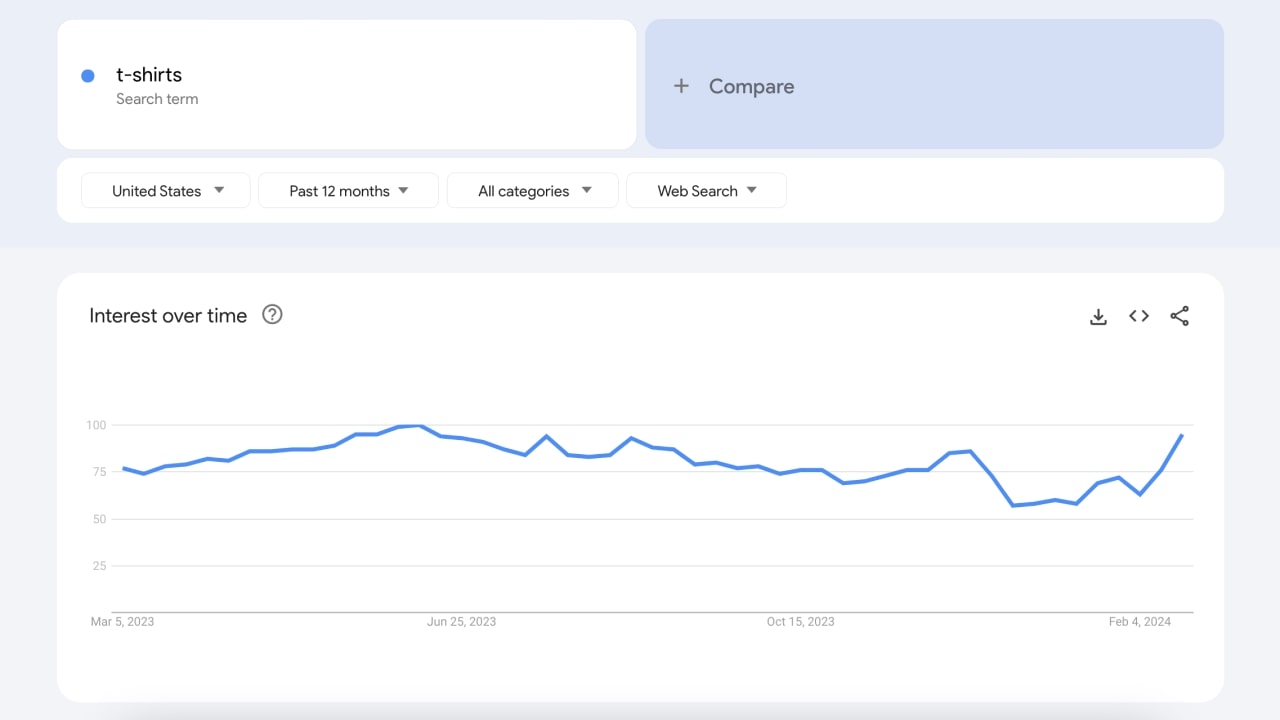 t-shirts
Search term
+ Compare
United States
Past 12 months
All categories
Web Search
Interest over time
100
75
50
25
Mar 5, 2023
Jun 25, 2023
Oct 15, 2023
Feb 4, 2024